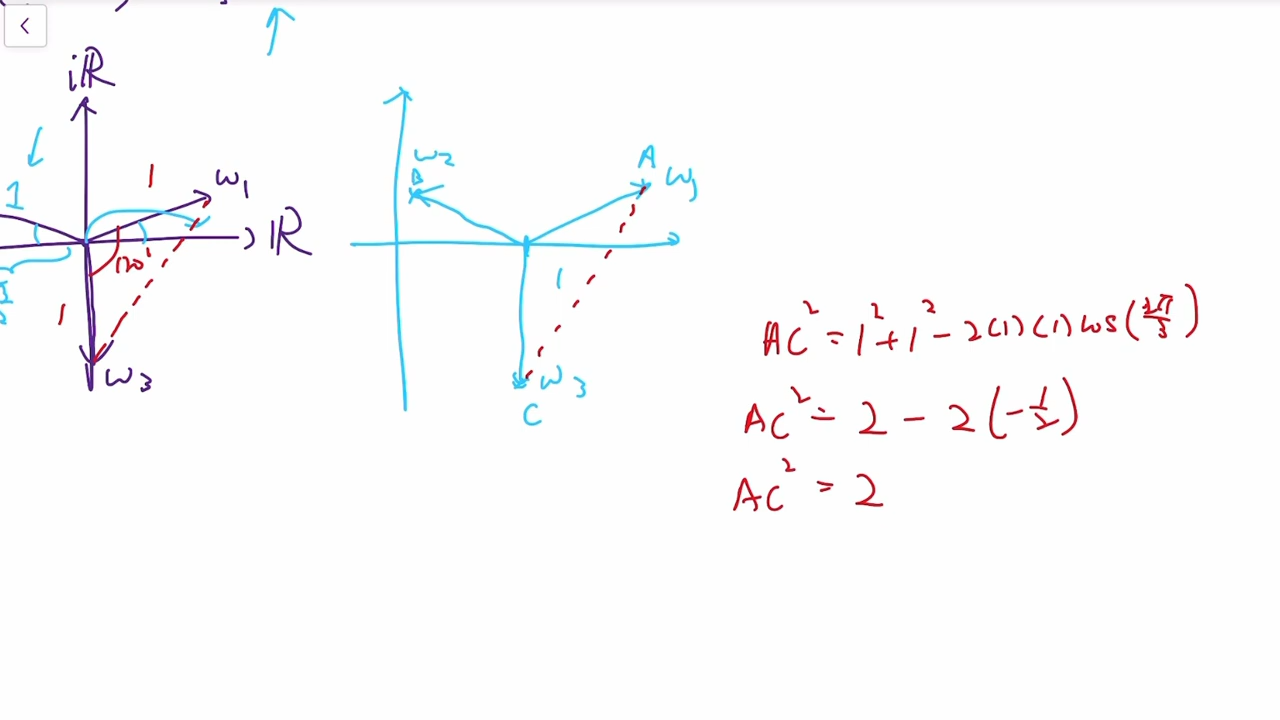 iℝ
1
1
w₁
ℝ
120°
1
w₃
w₂
B
A
w₁
1
w₃
C
AC² = 1² + 1² - 2(1)(1)cos(2π/3)
AC² = 2 - 2(-1/2)
AC² = 2